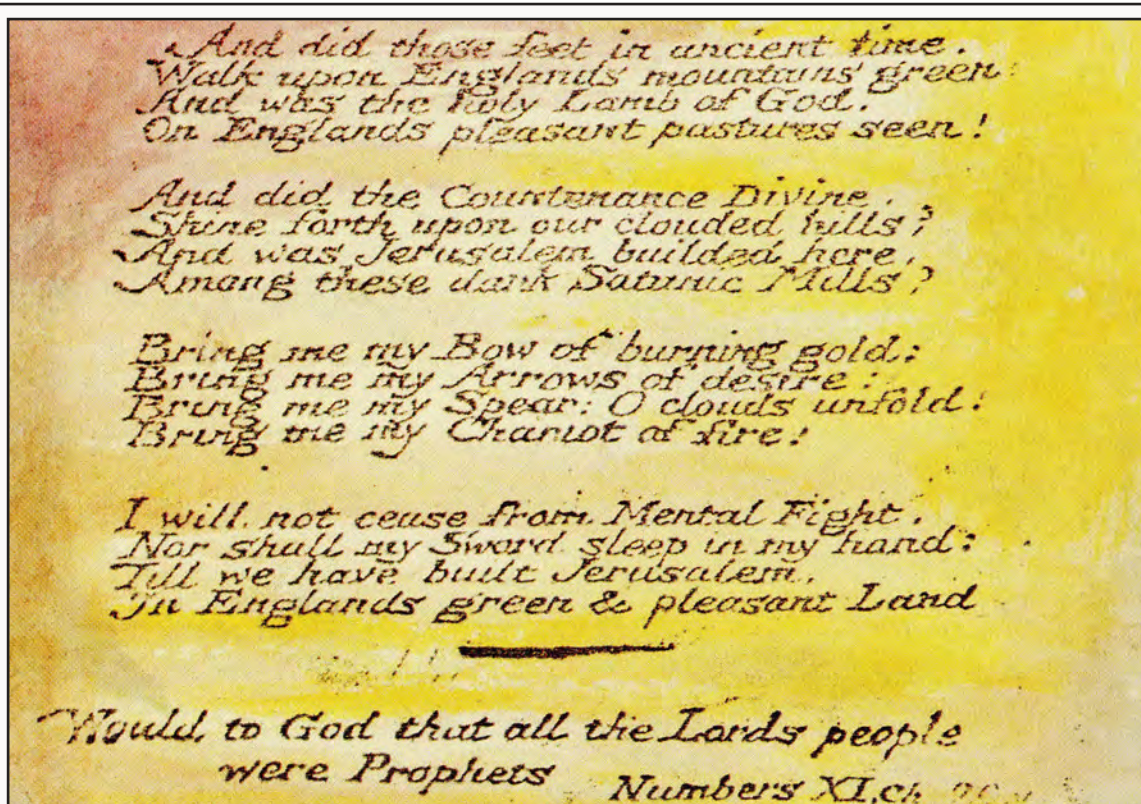 And did those feet in ancient time.
Walk upon Englands mountains green:
And was the holy Lamb of God.
On Englands pleasant pastures seen!
And did the Countenance Divine.
Shine forth upon our clouded hills?
And was Jerusalem builded here.
Among these dark Satanic Mills?
Bring me my Bow of burning gold:
Bring me my Arrows of desire:
Bring me my Spear: O clouds unfold!
Bring me my Chariot of fire!
I will not cease from Mental Fight.
Nor shall my Sword sleep in my hand:
Till we have built Jerusalem.
In Englands green & pleasant Land
Would to God that all the Lords people
were Prophets Numbers XI. ch